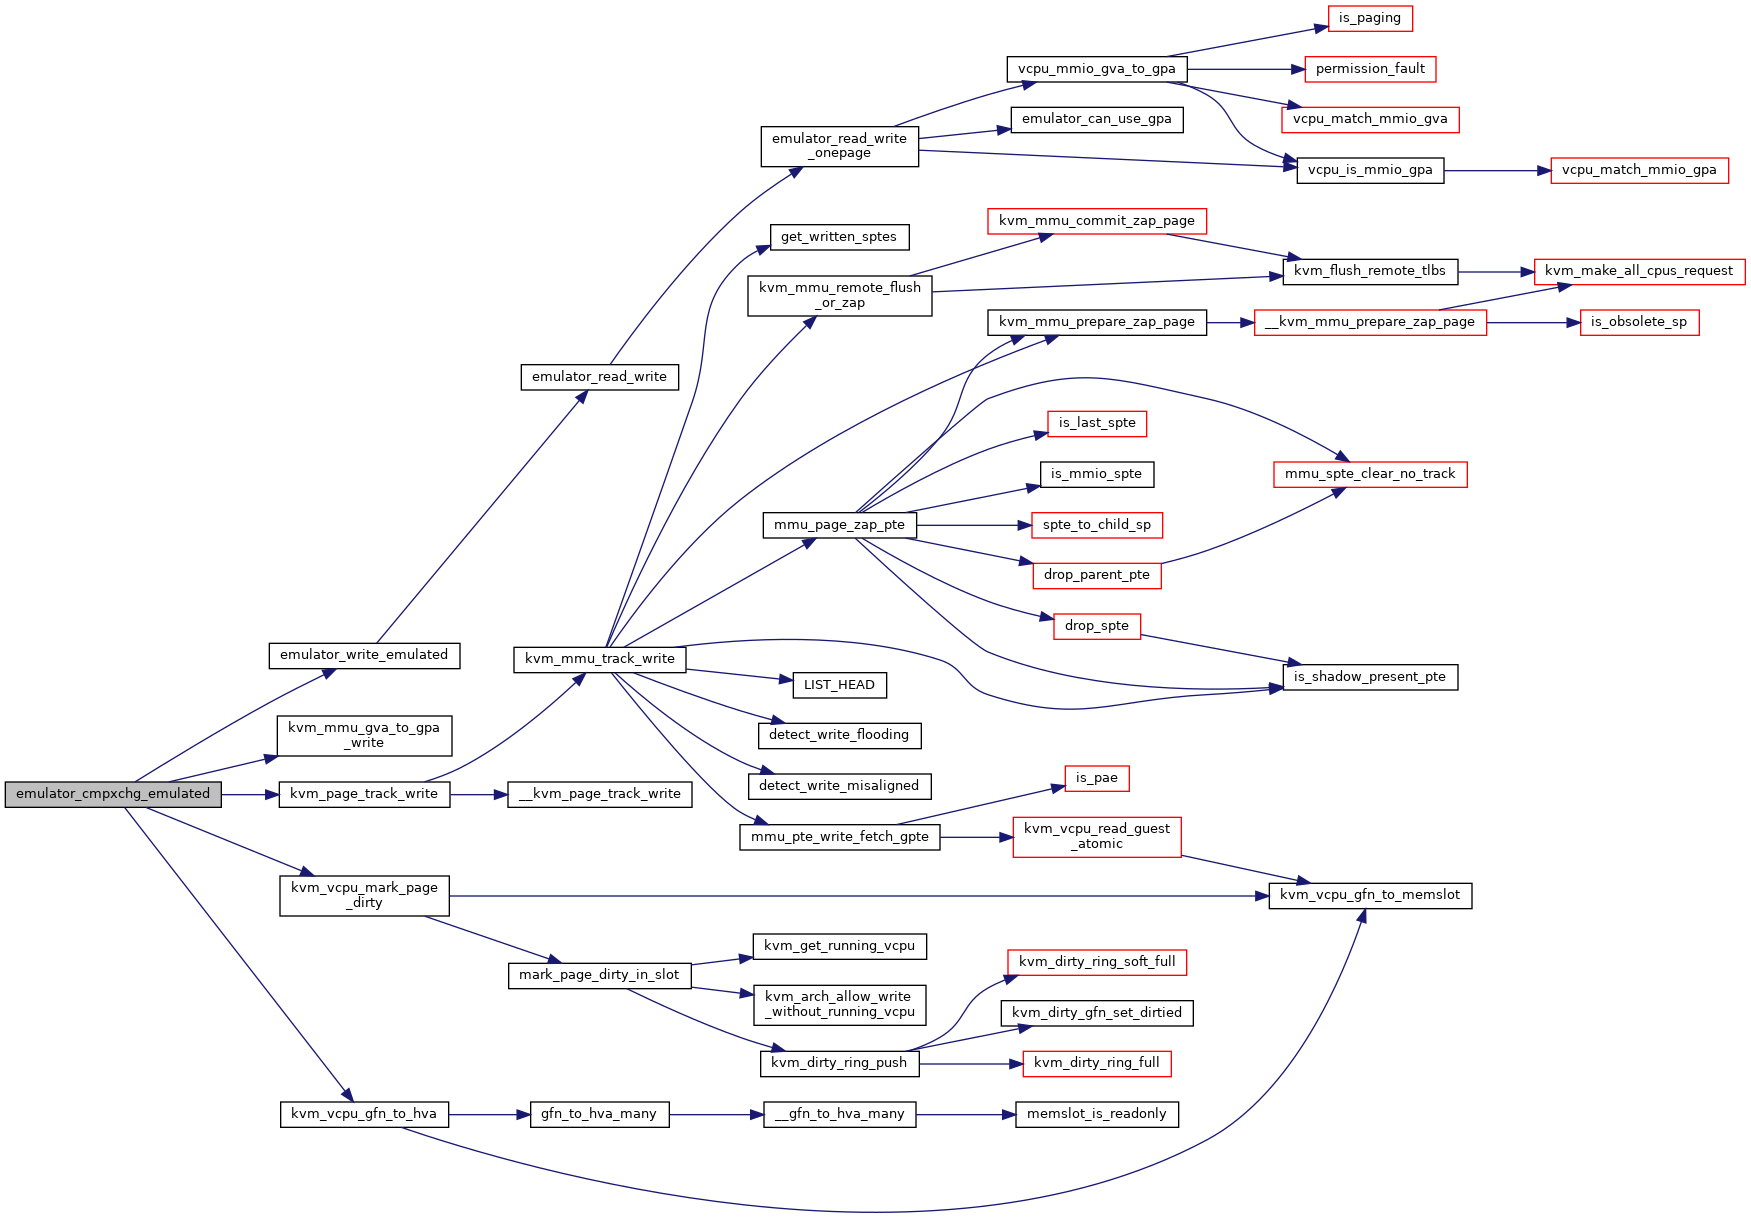 is_paging
vcpu_mmio_gva_to_gpa
permission_fault
emulator_can_use_gpa
vcpu_match_mmio_gva
emulator_read_write
_onepage
vcpu_is_mmio_gpa
vcpu_match_mmio_gpa
get_written_sptes
kvm_mmu_commit_zap_page
kvm_mmu_remote_flush
_or_zap
kvm_flush_remote_tlbs
kvm_make_all_cpus_request
kvm_mmu_prepare_zap_page
__kvm_mmu_prepare_zap_page
is_obsolete_sp
emulator_read_write
is_last_spte
is_mmio_spte
mmu_spte_clear_no_track
mmu_page_zap_pte
spte_to_child_sp
drop_parent_pte
drop_spte
emulator_write_emulated
kvm_mmu_track_write
is_shadow_present_pte
LIST_HEAD
kvm_mmu_gva_to_gpa
_write
detect_write_flooding
emulator_cmpxchg_emulated
kvm_page_track_write
__kvm_page_track_write
detect_write_misaligned
is_pae
mmu_pte_write_fetch_gpte
kvm_vcpu_read_guest
_atomic
kvm_vcpu_mark_page
_dirty
kvm_vcpu_gfn_to_memslot
mark_page_dirty_in_slot
kvm_get_running_vcpu
kvm_dirty_ring_soft_full
kvm_arch_allow_write
_without_running_vcpu
kvm_dirty_gfn_set_dirtied
kvm_dirty_ring_push
kvm_dirty_ring_full
kvm_vcpu_gfn_to_hva
gfn_to_hva_many
__gfn_to_hva_many
memslot_is_readonly